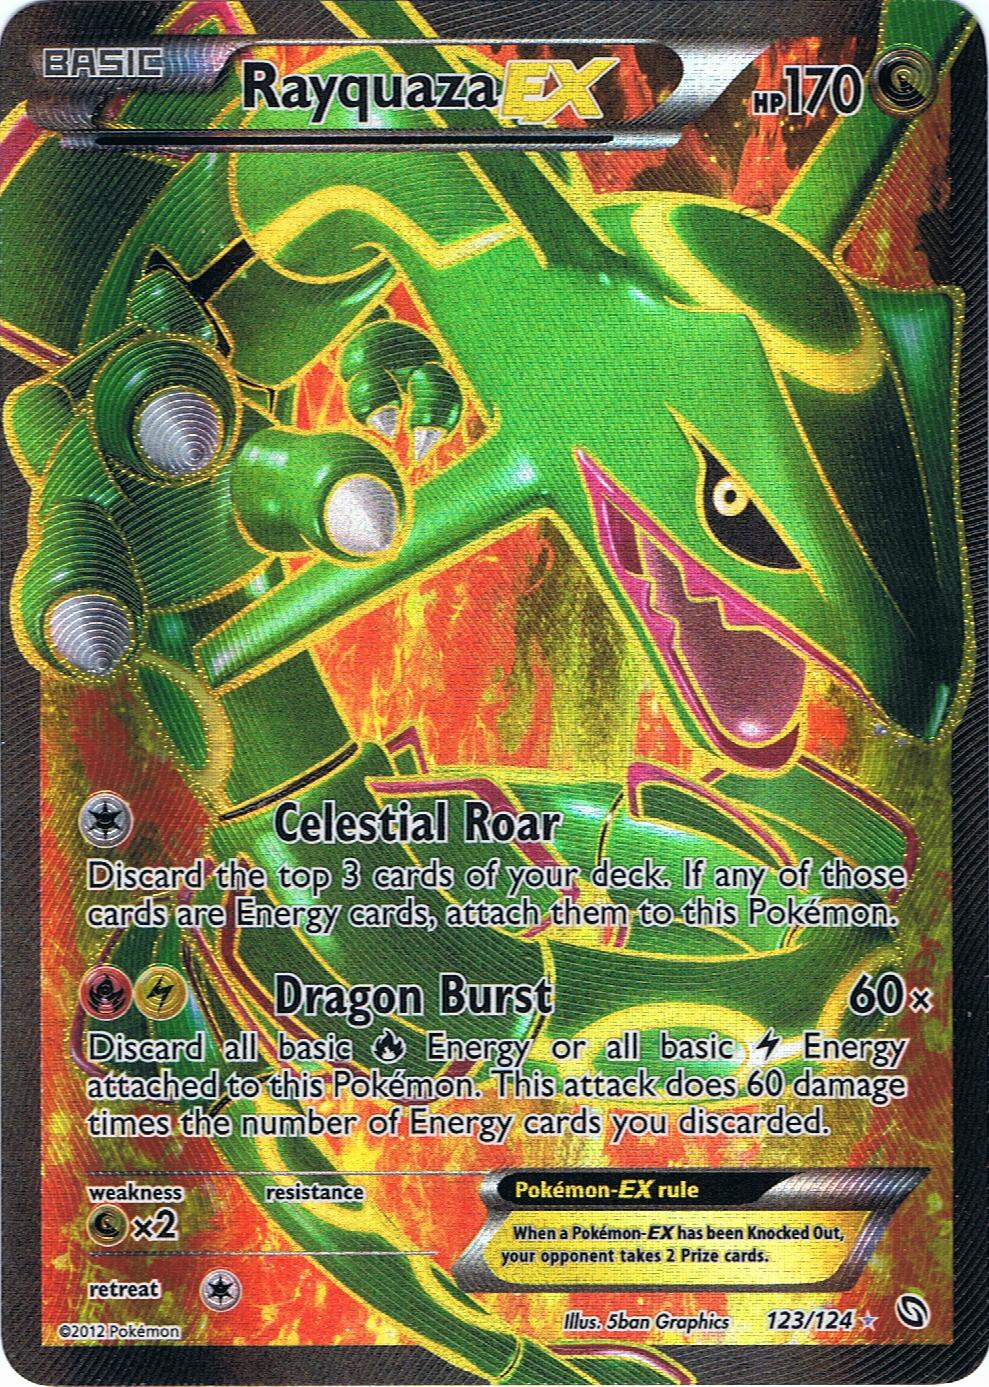 BASIC
Rayquaza EX
HP170
Celestial Roar
Discard the top 3 cards of your deck. If any of those
cards are Energy cards, attach them to this Pokémon.
Dragon Burst 60x
Discard all basic Energy or all basic Energy
attached to this Pokémon. This attack does 60 damage
times the number of Energy cards you discarded.
weakness resistance
×2
retreat
Pokémon-EX rule
When a Pokémon-EX has been Knocked Out,
your opponent takes 2 Prize cards.
©2012 Pokémon
Illus. 5ban Graphics 123/124